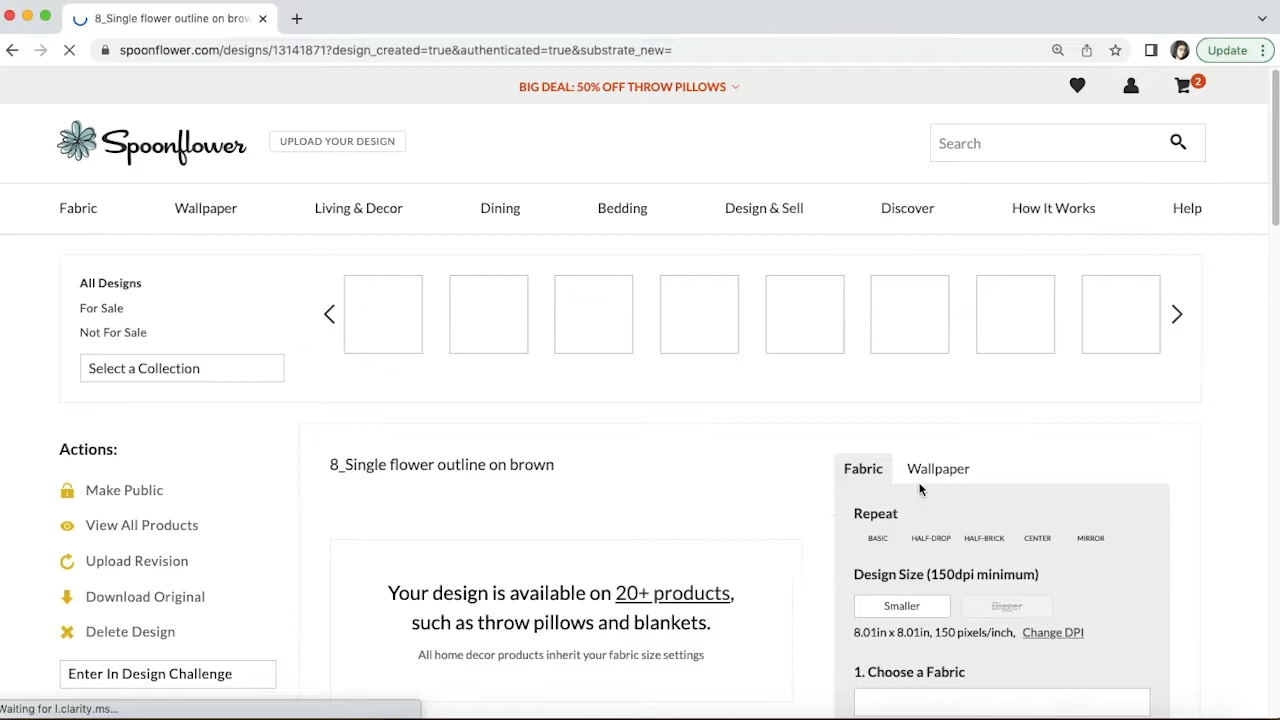 8_Single flower outline on brow
Update
spoonflower.com/designs/13141871?design_created=true&authenticated=true&substrate_new=
BIG DEAL: 50% OFF THROW PILLOWS
2
Spoonflower
UPLOAD YOUR DESIGN
Search
Fabric
Wallpaper
Living & Decor
Dining
Bedding
Design & Sell
Discover
How It Works
Help
All Designs
For Sale
Not For Sale
Select a Collection
Actions:
Make Public
View All Products
Upload Revision
Download Original
Delete Design
Enter In Design Challenge
8_Single flower outline on brown
Your design is available on 20+ products,
such as throw pillows and blankets.
All home decor products inherit your fabric size settings
Fabric
Wallpaper
Repeat
BASIC
HALF-DROP
HALF-BRICK
CENTER
MIRROR
Design Size (150dpi minimum)
Smaller
Bigger
8.01in x 8.01in, 150 pixels/inch, Change DPI
1. Choose a Fabric
Waiting for l.clarity.ms...